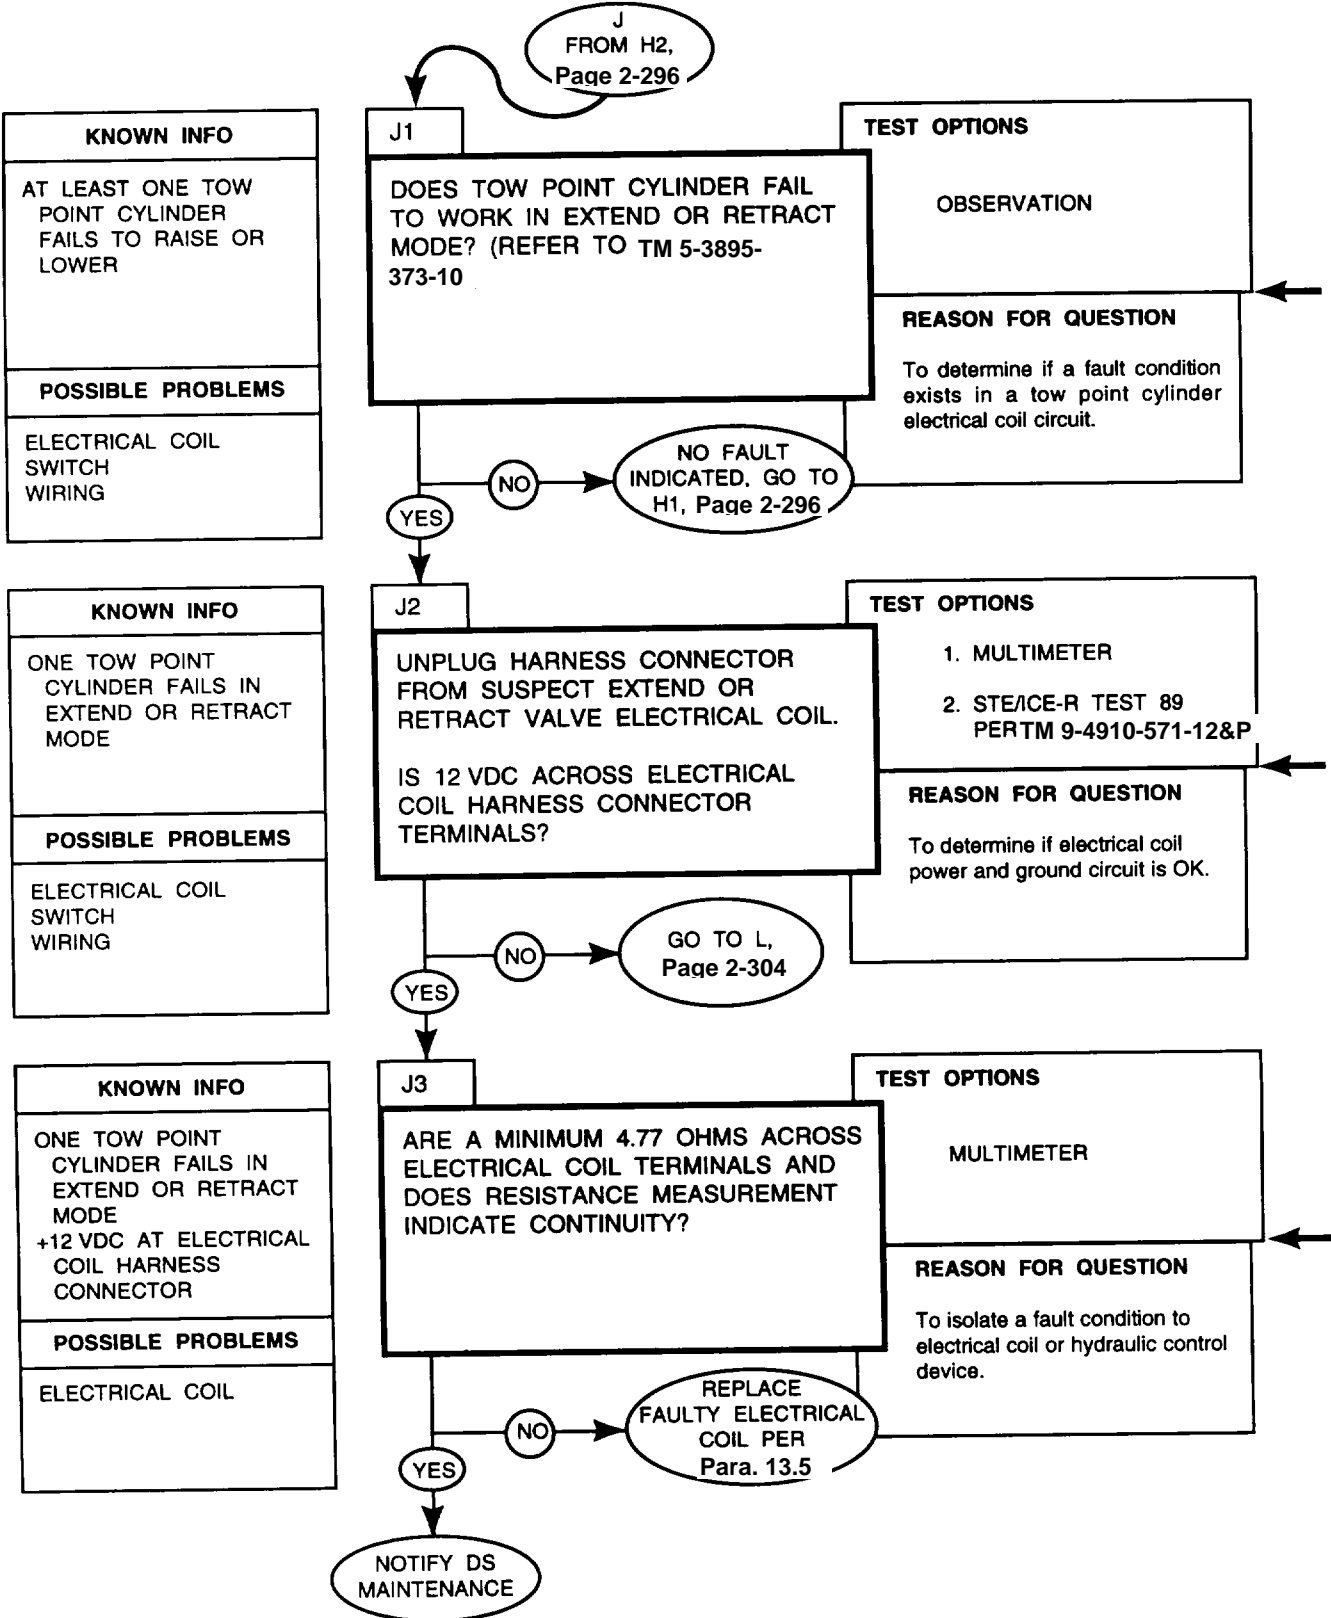 J
FROM H2,
Page 2-296
KNOWN INFO
AT LEAST ONE TOW
POINT CYLINDER
FAILS TO RAISE OR
LOWER
POSSIBLE PROBLEMS
ELECTRICAL COIL
SWITCH
WIRING
J1
DOES TOW POINT CYLINDER FAIL
TO WORK IN EXTEND OR RETRACT
MODE? (REFER TO TM 5-3895-
373-10
TEST OPTIONS
OBSERVATION
REASON FOR QUESTION
To determine if a fault condition
exists in a tow point cylinder
electrical coil circuit.
NO
NO FAULT
INDICATED, GO TO
H1, Page 2-296
YES
KNOWN INFO
ONE TOW POINT
CYLINDER FAILS IN
EXTEND OR RETRACT
MODE
POSSIBLE PROBLEMS
ELECTRICAL COIL
SWITCH
WIRING
J2
UNPLUG HARNESS CONNECTOR
FROM SUSPECT EXTEND OR
RETRACT VALVE ELECTRICAL COIL.
IS 12 VDC ACROSS ELECTRICAL
COIL HARNESS CONNECTOR
TERMINALS?
TEST OPTIONS
1. MULTIMETER
2. STE/ICE-R TEST 89
PER TM 9-4910-571-12&P
REASON FOR QUESTION
To determine if electrical coil
power and ground circuit is OK.
NO
GO TO L,
Page 2-304
YES
KNOWN INFO
ONE TOW POINT
CYLINDER FAILS IN
EXTEND OR RETRACT
MODE
+12 VDC AT ELECTRICAL
COIL HARNESS
CONNECTOR
POSSIBLE PROBLEMS
ELECTRICAL COIL
J3
ARE A MINIMUM 4.77 OHMS ACROSS
ELECTRICAL COIL TERMINALS AND
DOES RESISTANCE MEASUREMENT
INDICATE CONTINUITY?
TEST OPTIONS
MULTIMETER
REASON FOR QUESTION
To isolate a fault condition to
electrical coil or hydraulic control
device.
NO
REPLACE
FAULTY ELECTRICAL
COIL PER
Para. 13.5
YES
NOTIFY DS
MAINTENANCE